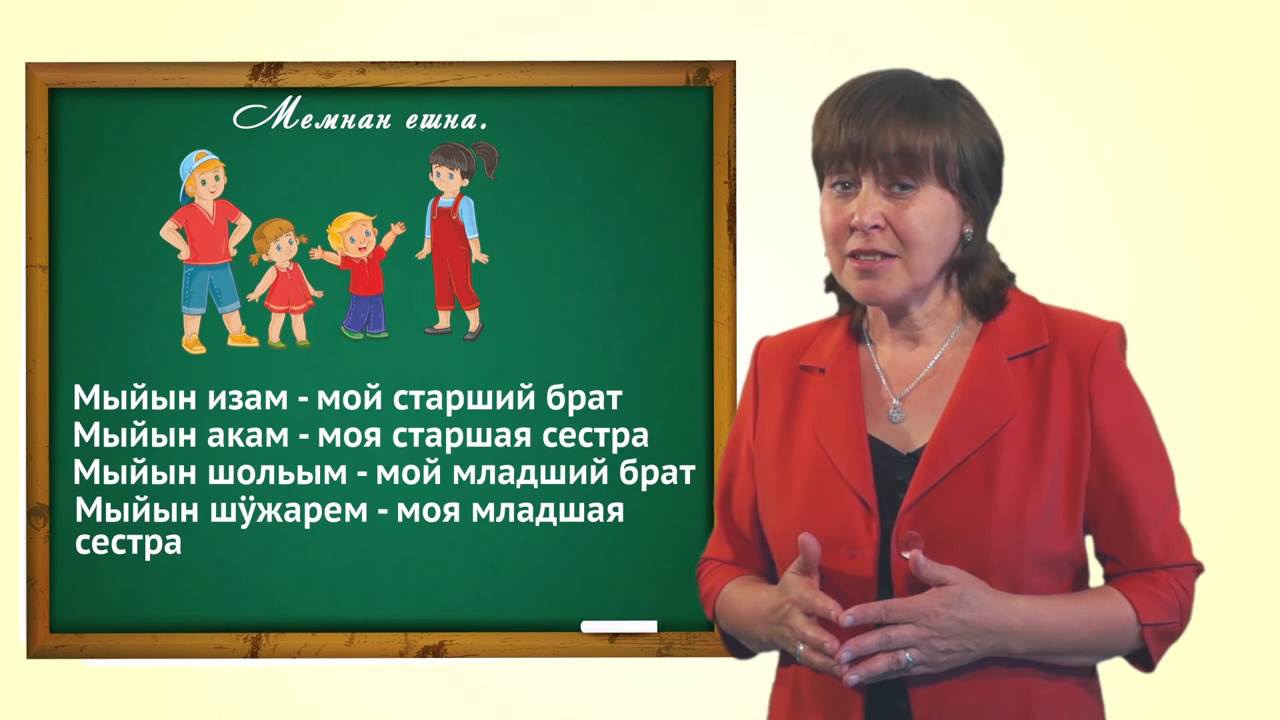 Мемнан ешна.
Мыйын изам - мой старший брат
Мыйын акам - моя старшая сестра
Мыйын шольым - мой младший брат
Мыйын шӱжарем - моя младшая
сестра